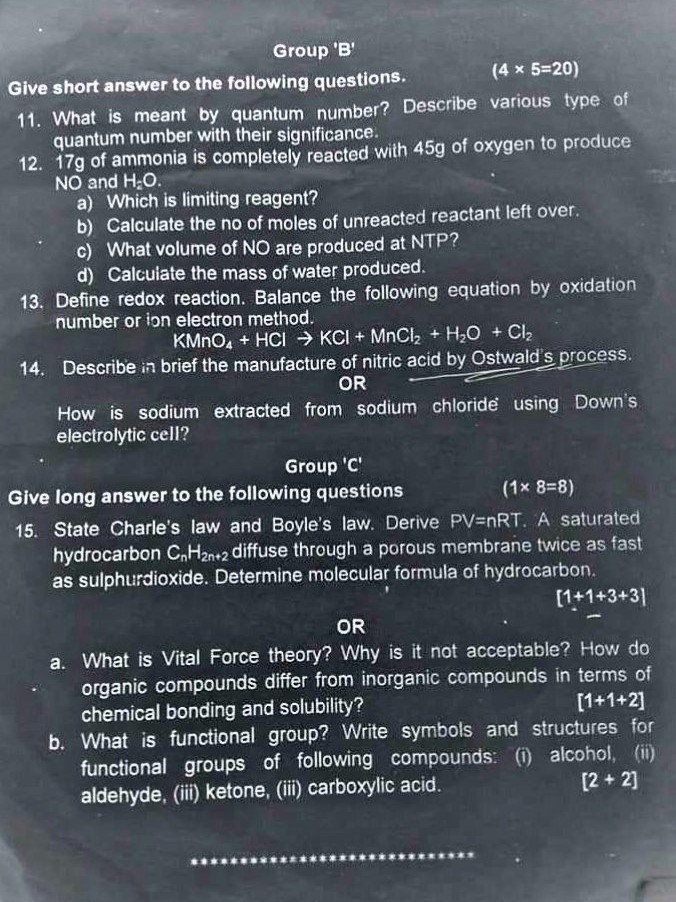 Group 'B'
Give short answer to the following questions. (4 × 5=20)
11. What is meant by quantum number? Describe various type of
quantum number with their significance.
12. 17g of ammonia is completely reacted with 45g of oxygen to produce
NO and H₂O.
a) Which is limiting reagent?
b) Calculate the no of moles of unreacted reactant left over.
c) What volume of NO are produced at NTP?
d) Calculate the mass of water produced.
13. Define redox reaction. Balance the following equation by oxidation
number or ion electron method.
KMnO₄ + HCl → KCl + MnCl₂ + H₂O + Cl₂
14. Describe in brief the manufacture of nitric acid by Ostwald's process.
OR
How is sodium extracted from sodium chloride using Down's
electrolytic cell?
Group 'C'
Give long answer to the following questions (1× 8=8)
15. State Charle's law and Boyle's law. Derive PV=nRT. A saturated
hydrocarbon CₙH₂ₙ₊₂ diffuse through a porous membrane twice as fast
as sulphurdioxide. Determine molecular formula of hydrocarbon.
[1+1+3+3]
OR
a. What is Vital Force theory? Why is it not acceptable? How do
organic compounds differ from inorganic compounds in terms of
chemical bonding and solubility? [1+1+2]
b. What is functional group? Write symbols and structures for
functional groups of following compounds: (i) alcohol, (ii)
aldehyde, (iii) ketone, (iii) carboxylic acid. [2 + 2]
*****************************